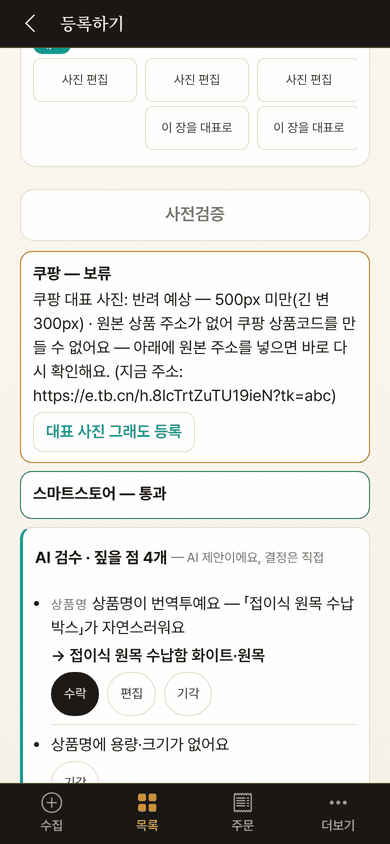 등록하기
사진 편집
사진 편집
사진 편집
이 장을 대표로
이 장을 대표로
사전검증
쿠팡 — 보류
쿠팡 대표 사진: 반려 예상 — 500px 미만(긴 변
300px) · 원본 상품 주소가 없어 쿠팡 상품코드를 만
들 수 없어요 — 아래에 원본 주소를 넣으면 바로 다
시 확인해요. (지금 주소:
https://e.tb.cn/h.8IcTrtZuTU19ieN?tk=abc)
대표 사진 그래도 등록
스마트스토어 — 통과
AI 검수 · 짚을 점 4개 — AI 제안이에요, 결정은 직접
• 상품명 상품명이 번역투예요 — 「접이식 원목 수납
박스」가 자연스러워요
→ 접이식 원목 수납함 화이트·원목
수락
편집
기각
• 상품명에 용량·크기가 없어요
기각
수집
목록
주문
더보기